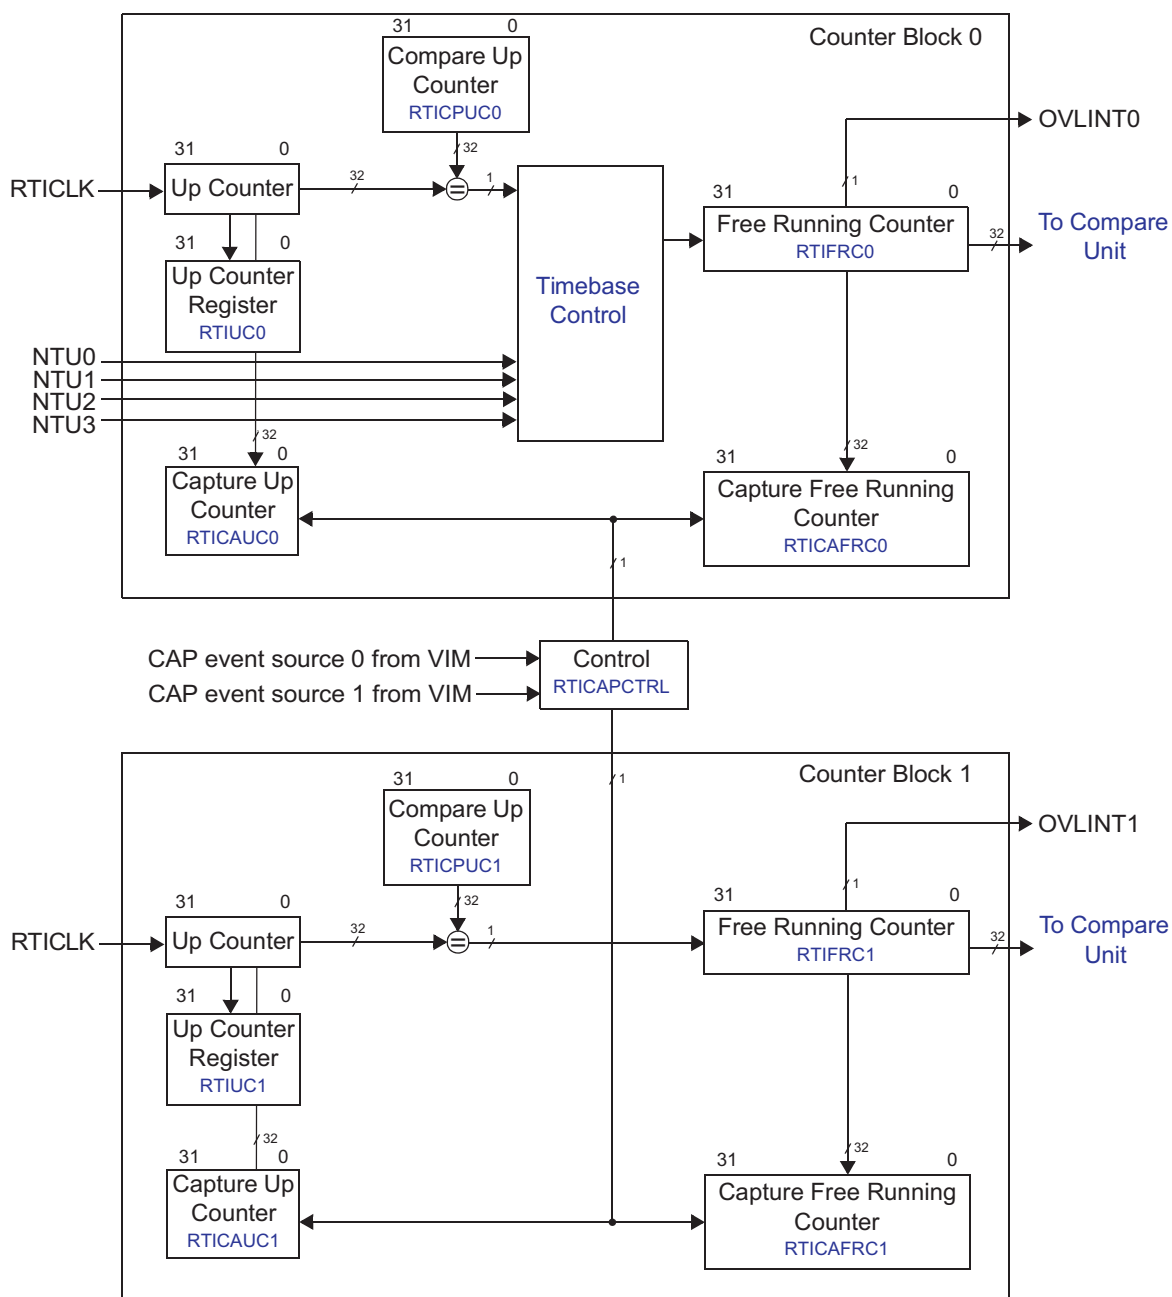 Counter Block 0
31 0
Compare Up
Counter
RTICPUC0
32
OVLINT0
31 0
RTICLK
Up Counter
32
1
1
31 0
Free Running Counter
RTIFRC0
32
To Compare
Unit
31 0
Up Counter
Register
RTIUC0
Timebase
Control
NTU0
NTU1
NTU2
NTU3
32
31 0
Capture Up
Counter
RTICAUC0
32
31 0
Capture Free Running
Counter
RTICAFRC0
1
CAP event source 0 from VIM
CAP event source 1 from VIM
Control
RTICAPCTRL
Counter Block 1
1
31 0
Compare Up
Counter
RTICPUC1
32
OVLINT1
31 0
RTICLK
Up Counter
32
1
1
31 0
Free Running Counter
RTIFRC1
32
To Compare
Unit
31 0
Up Counter
Register
RTIUC1
32
31 0
Capture Up
Counter
RTICAUC1
32
31 0
Capture Free Running
Counter
RTICAFRC1